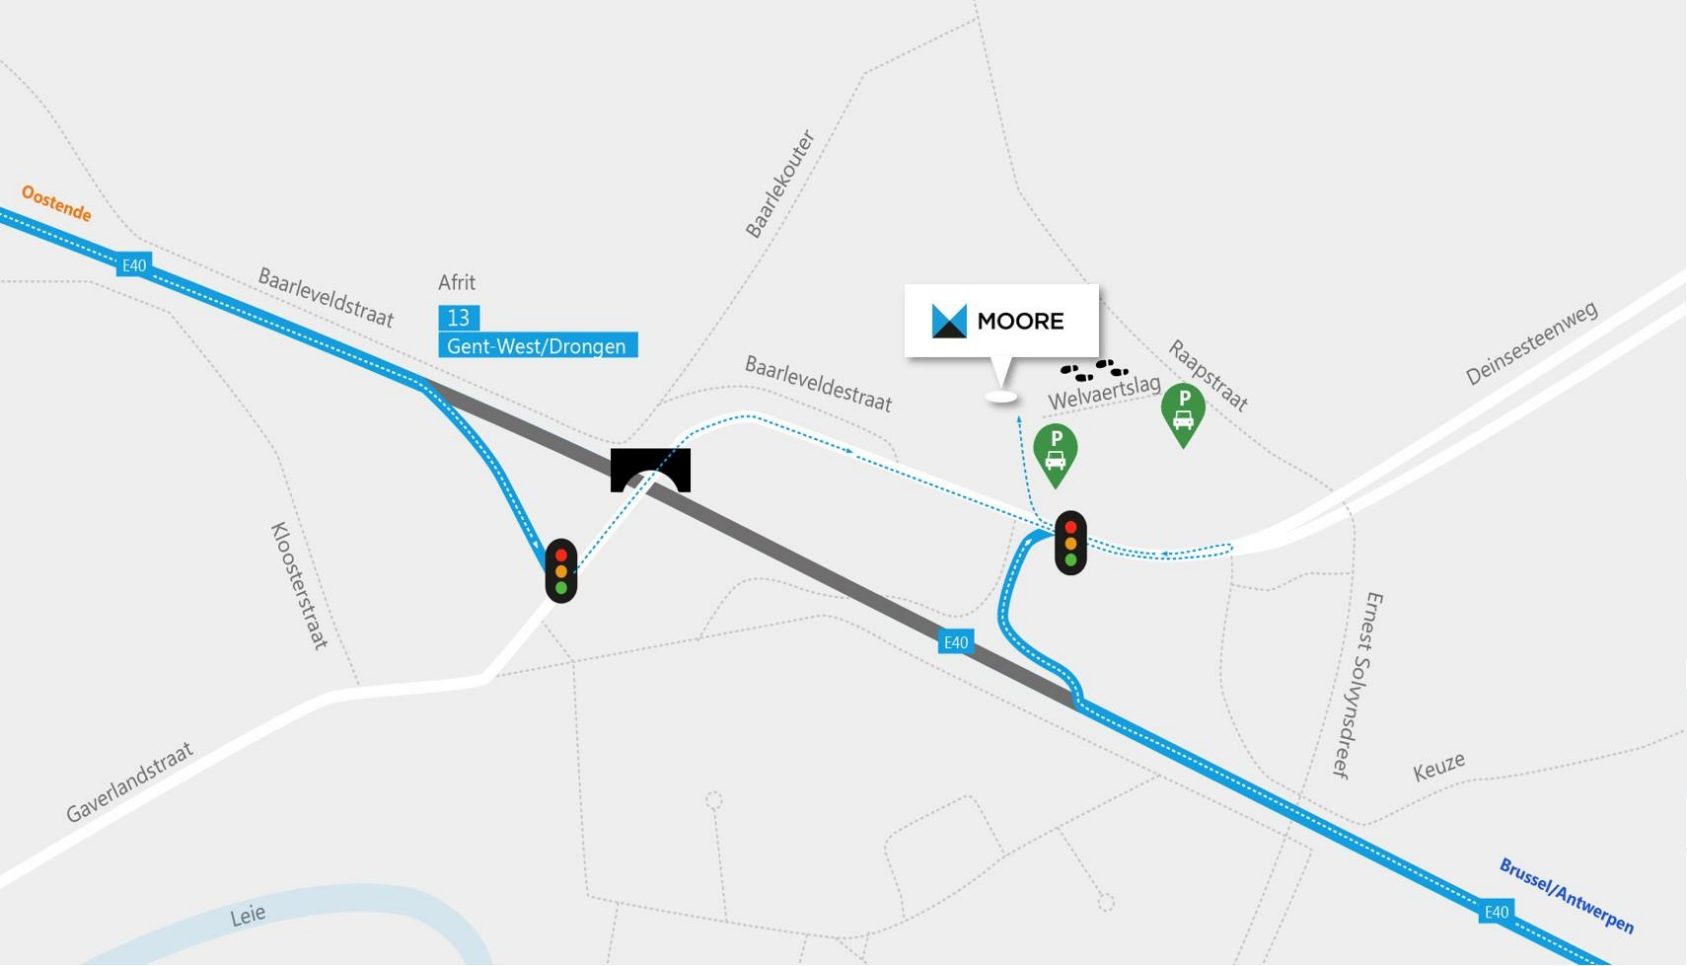 Oostende
E40
Baarleveldstraat
Afrit
13
Gent-West/Drongen
Baarlekouter
Baarleveldestraat
MOORE
Welvaertslag
Raapstraat
Deinsesteenweg
P
P
Kloosterstraat
E40
Ernest Solvynsdreef
Gaverlandstraat
Keuze
Leie
Brussel/Antwerpen
E40